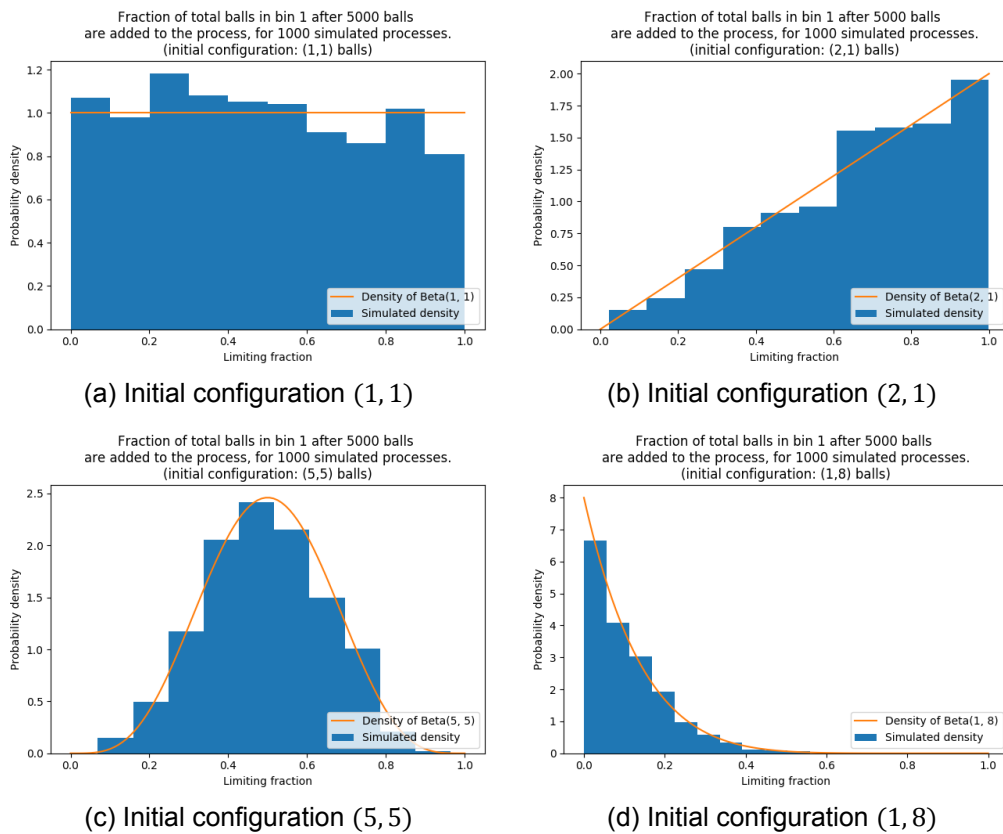 Fraction of total balls in bin 1 after 5000 balls
are added to the process, for 1000 simulated processes.
(initial configuration: (1,1) balls)
1.2
1.0
0.8
0.6
0.4
0.2
0.0
Probability density
Density of Beta(1, 1)
Simulated density
0.0 0.2 0.4 0.6 0.8 1.0
Limiting fraction
(a) Initial configuration (1, 1)
Fraction of total balls in bin 1 after 5000 balls
are added to the process, for 1000 simulated processes.
(initial configuration: (2,1) balls)
2.00
1.75
1.50
1.25
1.00
0.75
0.50
0.25
0.00
Probability density
Density of Beta(2, 1)
Simulated density
0.0 0.2 0.4 0.6 0.8 1.0
Limiting fraction
(b) Initial configuration (2, 1)
Fraction of total balls in bin 1 after 5000 balls
are added to the process, for 1000 simulated processes.
(initial configuration: (5,5) balls)
2.5
2.0
1.5
1.0
0.5
0.0
Probability density
Density of Beta(5, 5)
Simulated density
0.0 0.2 0.4 0.6 0.8 1.0
Limiting fraction
(c) Initial configuration (5, 5)
Fraction of total balls in bin 1 after 5000 balls
are added to the process, for 1000 simulated processes.
(initial configuration: (1,8) balls)
8
7
6
5
4
3
2
1
0
Probability density
Density of Beta(1, 8)
Simulated density
0.0 0.2 0.4 0.6 0.8 1.0
Limiting fraction
(d) Initial configuration (1, 8)